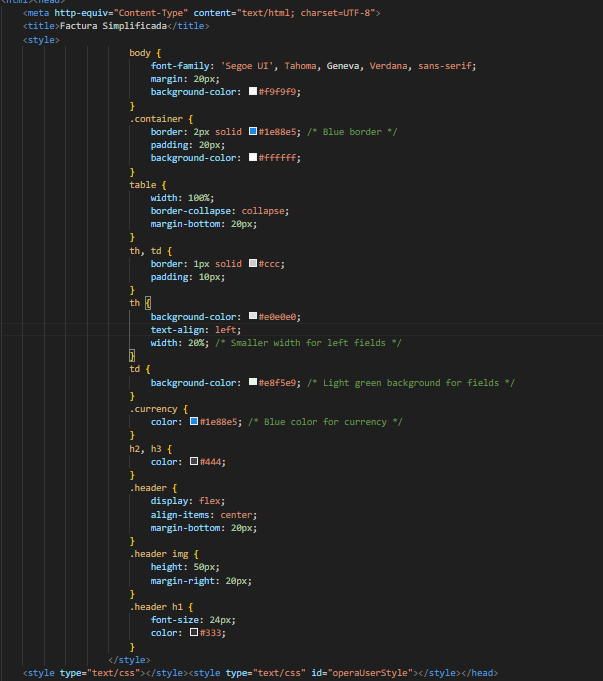 <html><head>
<meta http-equiv="Content-Type" content="text/html; charset=UTF-8">
<title>Factura Simplificada</title>
<style>
body {
font-family: 'Segoe UI', Tahoma, Geneva, Verdana, sans-serif;
margin: 20px;
background-color: #f9f9f9;
}
.container {
border: 2px solid #1e88e5; /* Blue border */
padding: 20px;
background-color: #ffffff;
}
table {
width: 100%;
border-collapse: collapse;
margin-bottom: 20px;
}
th, td {
border: 1px solid #ccc;
padding: 10px;
}
th {
background-color: #e0e0e0;
text-align: left;
width: 20%; /* Smaller width for left fields */
}
td {
background-color: #e8f5e9; /* Light green background for fields */
}
.currency {
color: #1e88e5; /* Blue color for currency */
}
h2, h3 {
color: #444;
}
.header {
display: flex;
align-items: center;
margin-bottom: 20px;
}
.header img {
height: 50px;
margin-right: 20px;
}
.header h1 {
font-size: 24px;
color: #333;
}
</style>
<style type="text/css"></style><style type="text/css" id="operaUserStyle"></style></head>